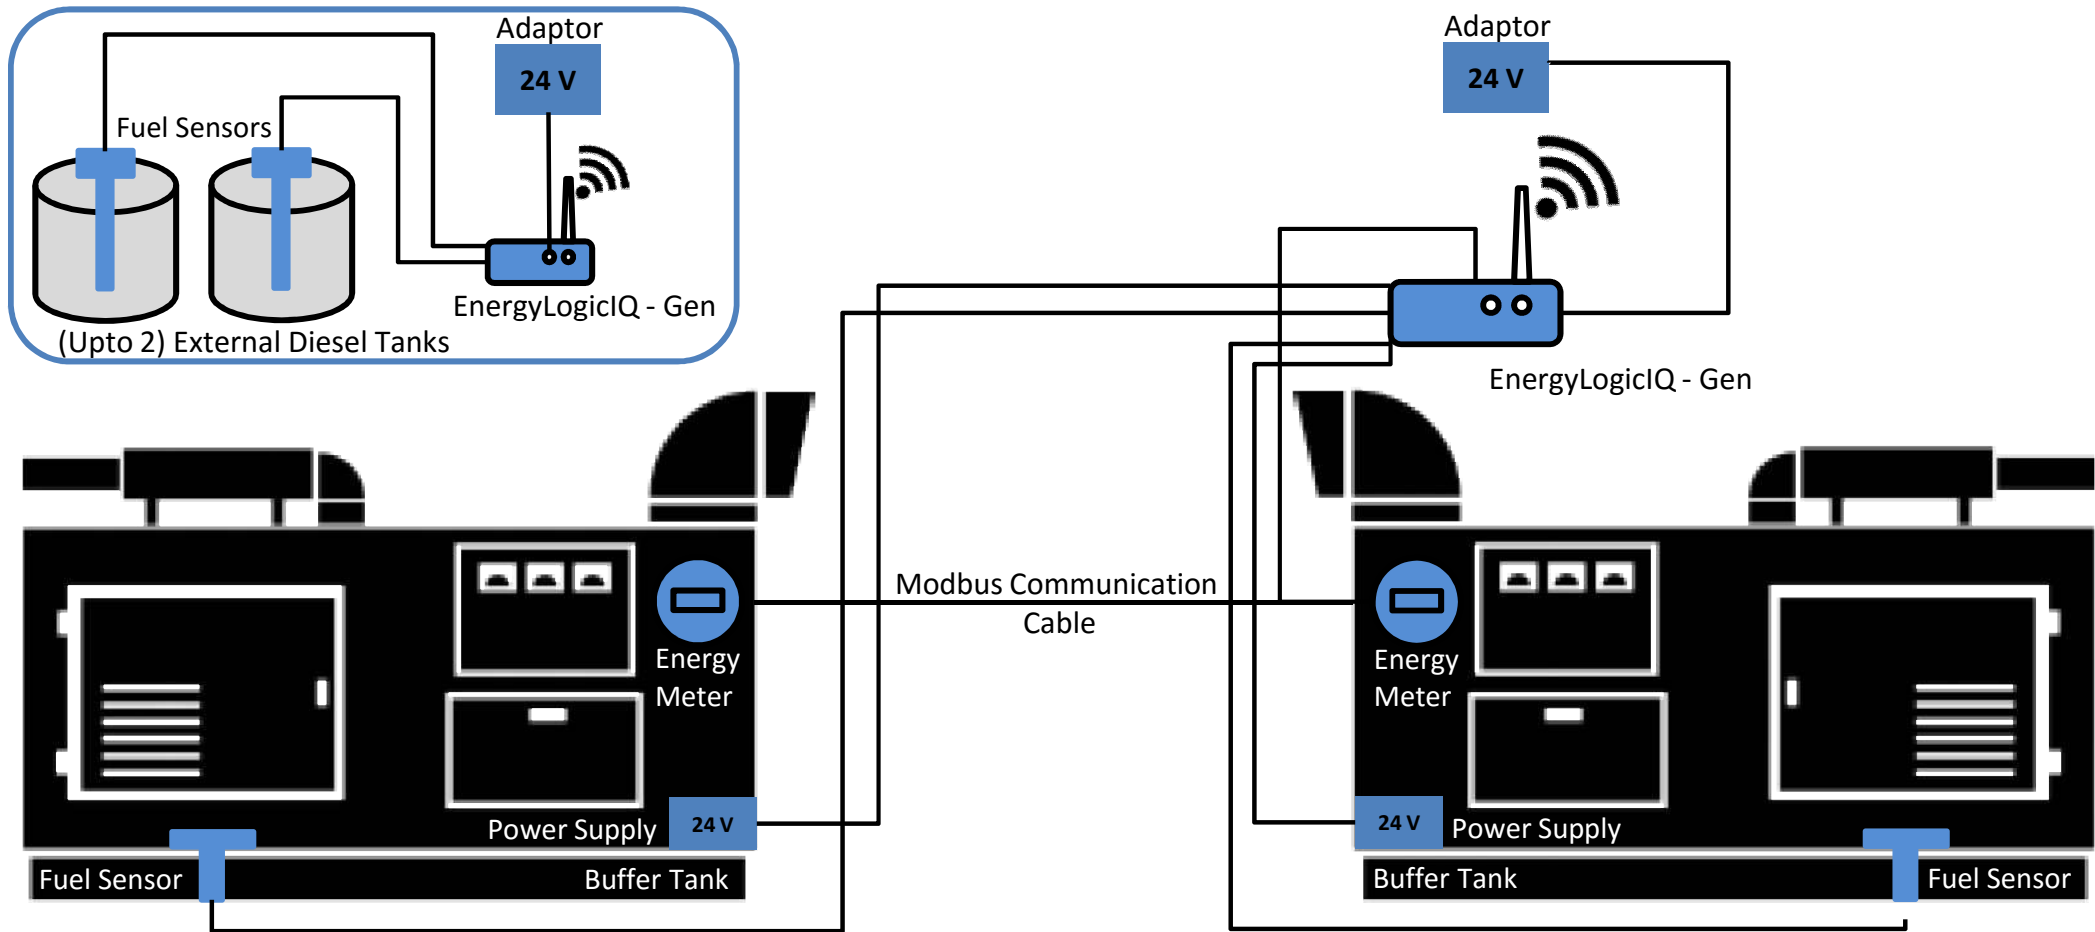 Adaptor
24 V
Fuel Sensors
EnergyLogicIQ - Gen
(Upto 2) External Diesel Tanks
Adaptor
24 V
EnergyLogicIQ - Gen
Modbus Communication
Cable
Energy
Meter
Power Supply
24 V
Fuel Sensor
Buffer Tank
Energy
Meter
24 V
Power Supply
Buffer Tank
Fuel Sensor